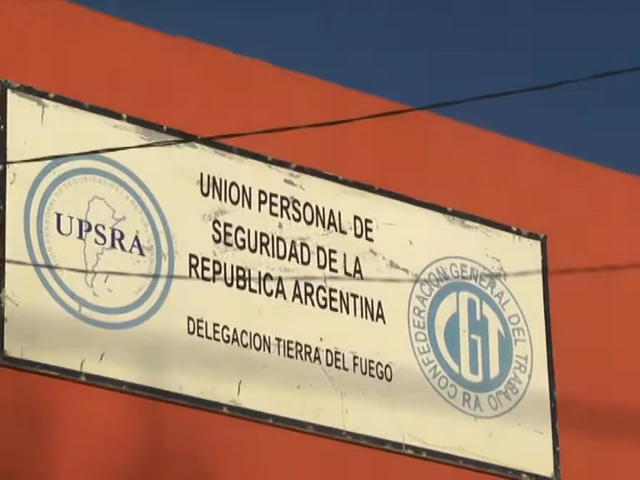 UPSRA
UNION PERSONAL DE
SEGURIDAD DE LA
REPUBLICA ARGENTINA
DELEGACION TIERRA DEL FUEGO
CONFEDERACION GENERAL DEL TRABAJO
RA
CGT